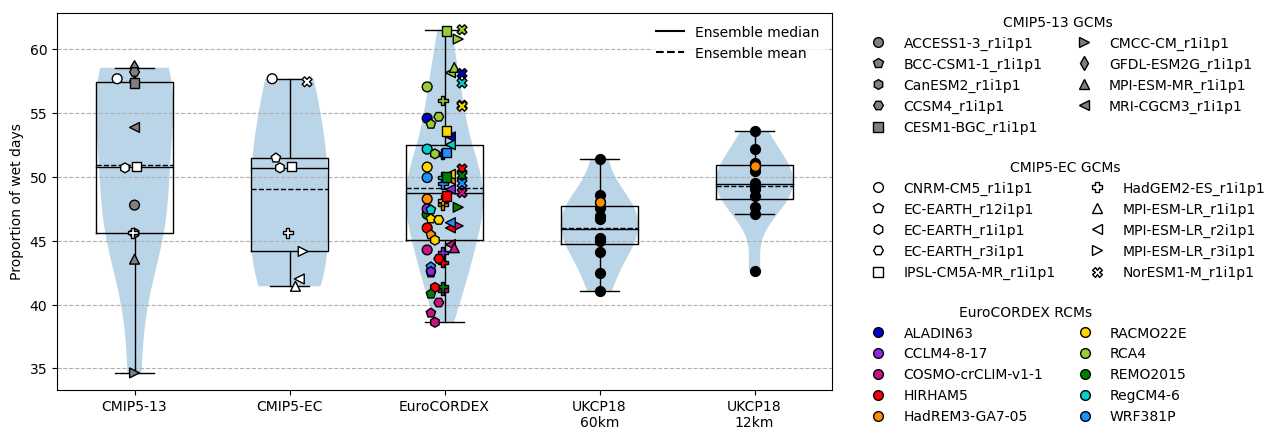 Proportion of wet days
60
55
50
45
40
35
Ensemble median
Ensemble mean
CMIP5-13
CMIP5-EC
EuroCORDEX
UKCP18
60km
UKCP18
12km
CMIP5-13 GCMs
ACCESS1-3_r1i1p1
BCC-CSM1-1_r1i1p1
CanESM2_r1i1p1
CCSM4_r1i1p1
CESM1-BGC_r1i1p1
CMCC-CM_r1i1p1
GFDL-ESM2G_r1i1p1
MPI-ESM-MR_r1i1p1
MRI-CGCM3_r1i1p1
CMIP5-EC GCMs
CNRM-CM5_r1i1p1
EC-EARTH_r12i1p1
EC-EARTH_r1i1p1
EC-EARTH_r3i1p1
IPSL-CM5A-MR_r1i1p1
HadGEM2-ES_r1i1p1
MPI-ESM-LR_r1i1p1
MPI-ESM-LR_r2i1p1
MPI-ESM-LR_r3i1p1
NorESM1-M_r1i1p1
EuroCORDEX RCMs
ALADIN63
CCLM4-8-17
COSMO-crCLIM-v1-1
HIRHAM5
HadREM3-GA7-05
RACMO22E
RCA4
REMO2015
RegCM4-6
WRF381P